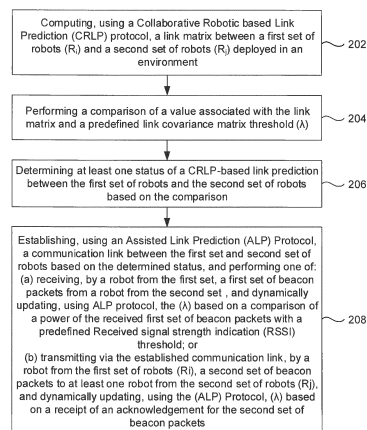 Computing, using a Collaborative Robotic based Link
Prediction (CRLP) protocol, a link matrix between a first set of
robots (Ri) and a second set of robots (Rj) deployed in an
environment
202
Performing a comparison of a value associated with the link
matrix and a predefined link covariance matrix threshold (λ)
204
Determining at least one status of a CRLP-based link prediction
between the first set of robots and the second set of robots
based on the comparison
206
Establishing, using an Assisted Link Prediction (ALP) Protocol,
a communication link between the first set and second set of
robots based on the determined status, and performing one of:
(a) receiving, by a robot from the first set, a first set of beacon
packets from a robot from the second set , and dynamically
updating, using ALP protocol, the (λ) based on a comparison of
a power of the received first set of beacon packets with a
predefined Received signal strength indication (RSSI)
threshold; or
(b) transmitting via the established communication link, by a
robot from the first set of robots (Ri), a second set of beacon
packets to at least one robot from the second set of robots (Rj),
and dynamically updating, using the (ALP) Protocol, (λ) based
on a receipt of an acknowledgement for the second set of
beacon packets
208